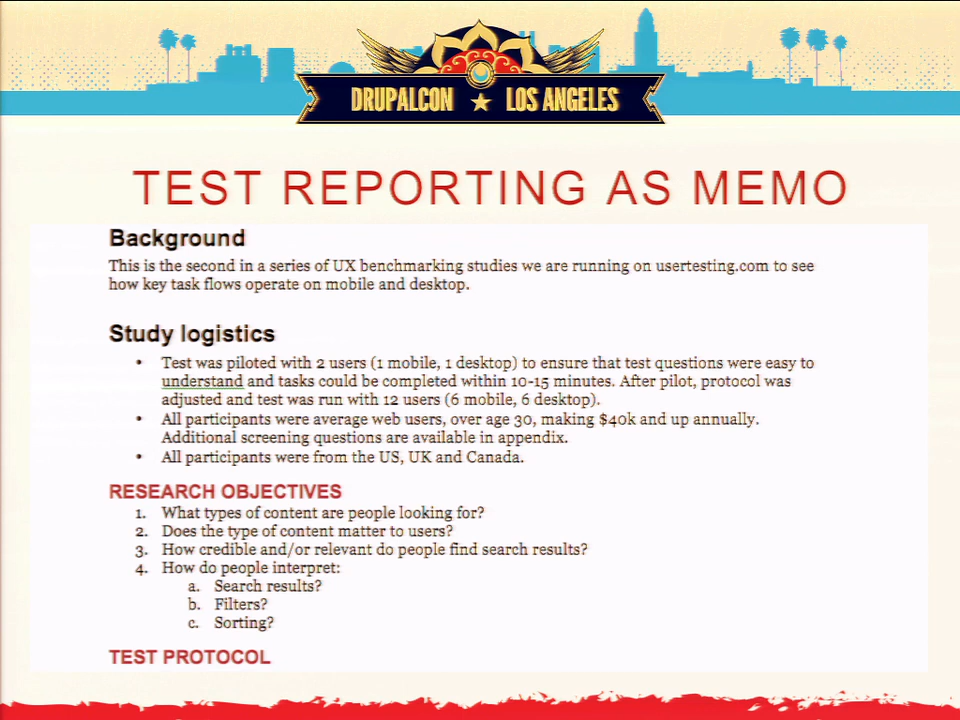 DRUPALCON ★ LOS ANGELES
TEST REPORTING AS MEMO
Background
This is the second in a series of UX benchmarking studies we are running on usertesting.com to see
how key task flows operate on mobile and desktop.
Study logistics
• Test was piloted with 2 users (1 mobile, 1 desktop) to ensure that test questions were easy to
understand and tasks could be completed within 10-15 minutes. After pilot, protocol was
adjusted and test was run with 12 users (6 mobile, 6 desktop).
• All participants were average web users, over age 30, making $40k and up annually.
Additional screening questions are available in appendix.
• All participants were from the US, UK and Canada.
RESEARCH OBJECTIVES
1. What types of content are people looking for?
2. Does the type of content matter to users?
3. How credible and/or relevant do people find search results?
4. How do people interpret:
a. Search results?
b. Filters?
c. Sorting?
TEST PROTOCOL